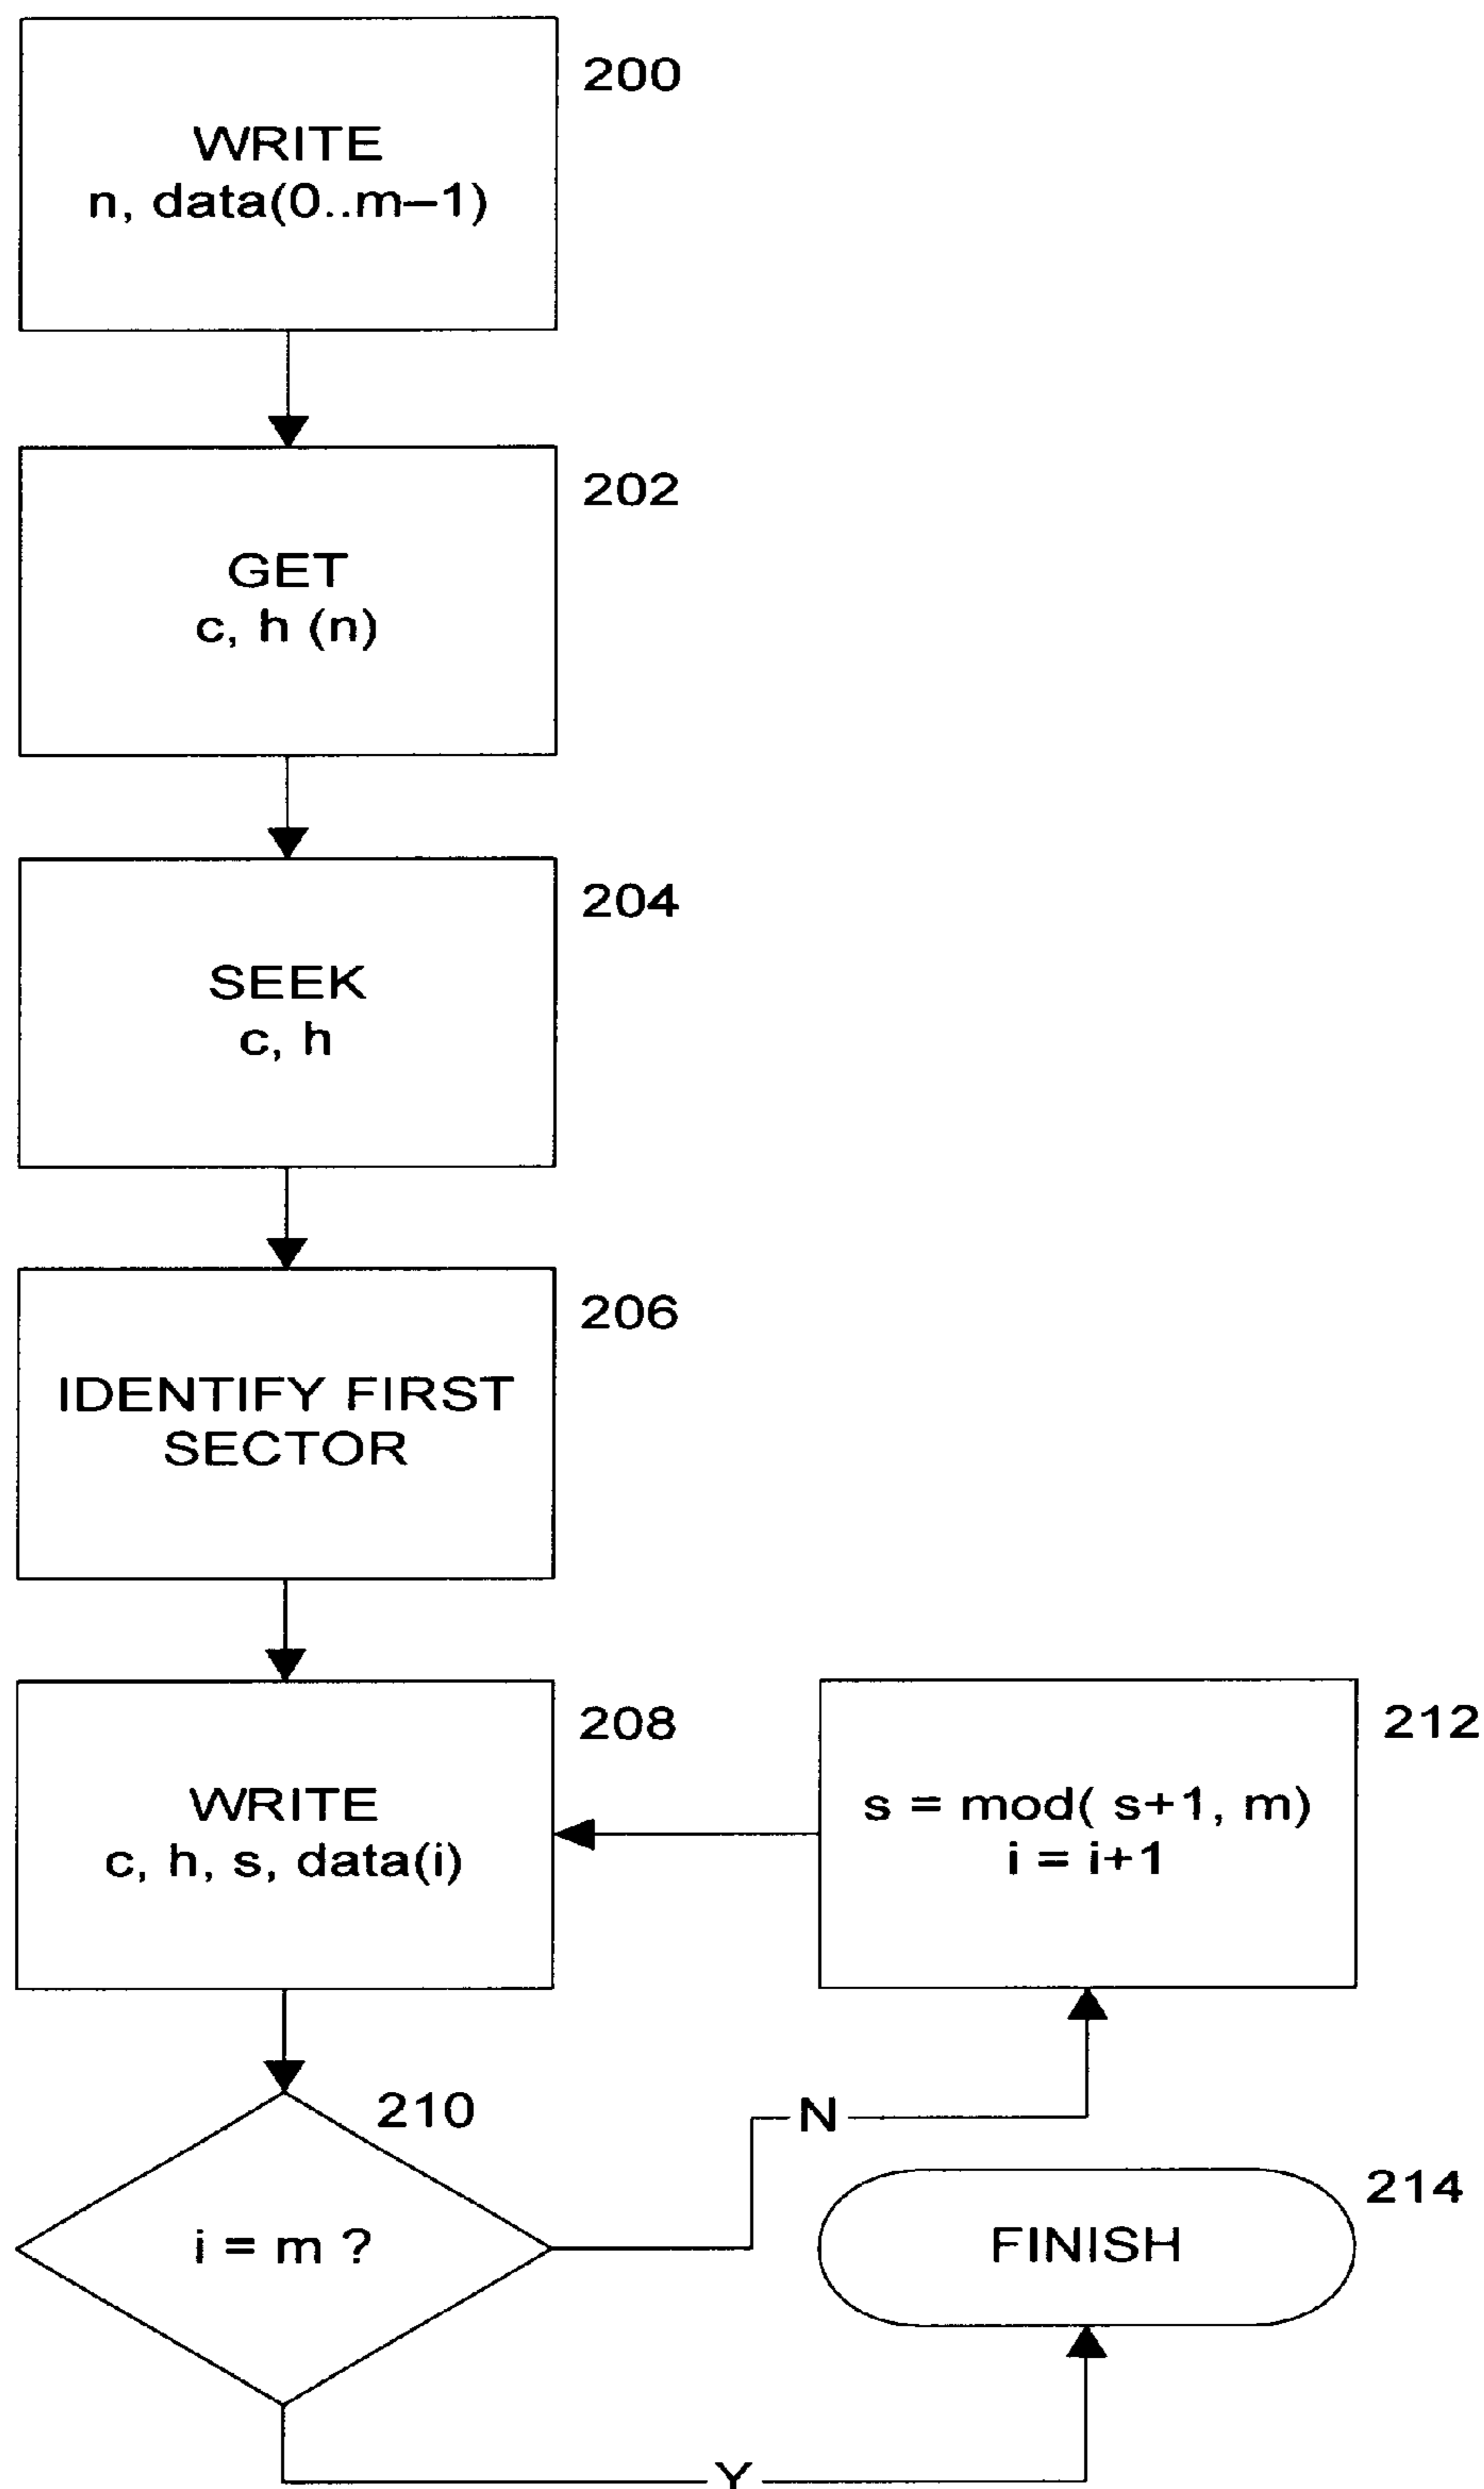 200
WRITE
n, data(0..m–1)
202
GET
c, h (n)
204
SEEK
c, h
206
IDENTIFY FIRST
SECTOR
208
WRITE
c, h, s, data(i)
212
s = mod( s+1, m)
i = i+1
210
i = m ?
N
214
FINISH
Y